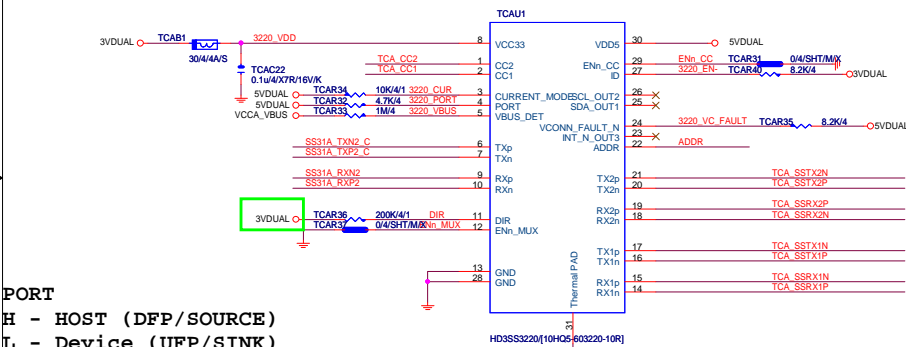 TCAU1
3VDUAL TCAB1 3220_VDD 8 VCC33 VDD5 30 5VDUAL
30/4/4A/S
TCA_CC2 1 CC2 ENn_CC 29 ENn_CC TCAR31 0/4/SHT/M/X
TCA_CC1 2 CC1 ID 27 3220_EN- TCAR40 8.2K/4 3VDUAL
TCAC22
0.1u/4/X7R/16V/K
5VDUAL TCAR34 10K/4/1 3220_CUR 3 CURRENT_MODE SCL_OUT2 26
5VDUAL TCAR32 4.7K/4 3220_PORT 4 PORT SDA_OUT1 25
VCCA_VBUS TCAR33 1M/4 3220_VBUS 5 VBUS_DET
VCONN_FAULT_N 24 3220_VC_FAULT TCAR35 8.2K/4 5VDUAL
INT_N_OUT3 23
SS31A_TXN2_C 6 TXp ADDR 22 ADDR
SS31A_TXP2_C 7 TXn
SS31A_RXN2 9 RXp TX2p 21 TCA_SSTX2N
SS31A_RXP2 10 RXn TX2n 20 TCA_SSTX2P
RX2p 19 TCA_SSRX2P
RX2n 18 TCA_SSRX2N
3VDUAL TCAR36 200K/4/1 DIR 11 DIR
TCAR37 0/4/SHT/M/X ENn_MUX 12 ENn_MUX
TX1p 17 TCA_SSTX1N
TX1n 16 TCA_SSTX1P
13 GND RX1p 15 TCA_SSRX1N
28 GND RX1n 14 TCA_SSRX1P
Thermal PAD
31
HD3SS3220/[10HQ5-603220-10R]
PORT
H - HOST (DFP/SOURCE)
L - Device (UFP/SINK)